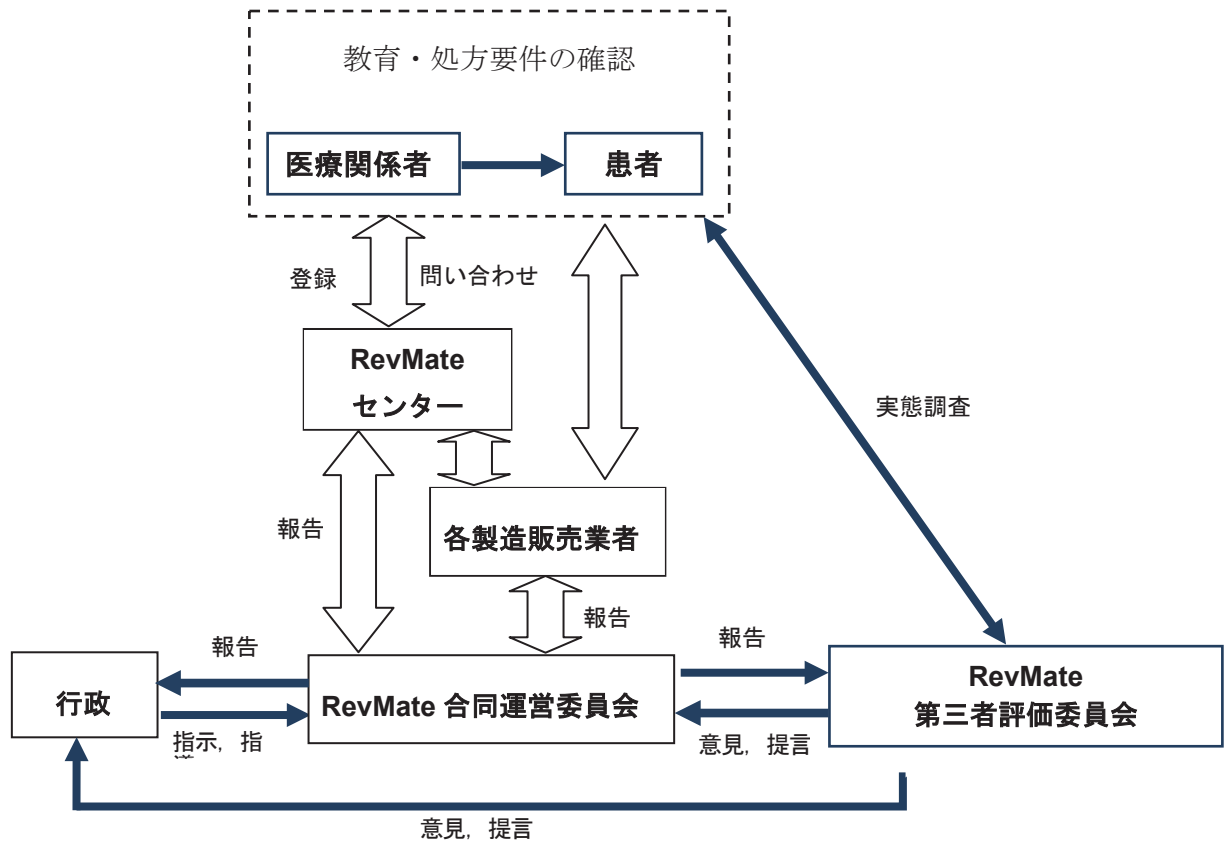 教育・処方要件の確認
医療関係者
患者
登録
問い合わせ
RevMate
センター
実態調査
報告
各製造販売業者
報告
報告
報告
行政
RevMate 合同運営委員会
RevMate
第三者評価委員会
指示，指
意見，提言
意見，提言